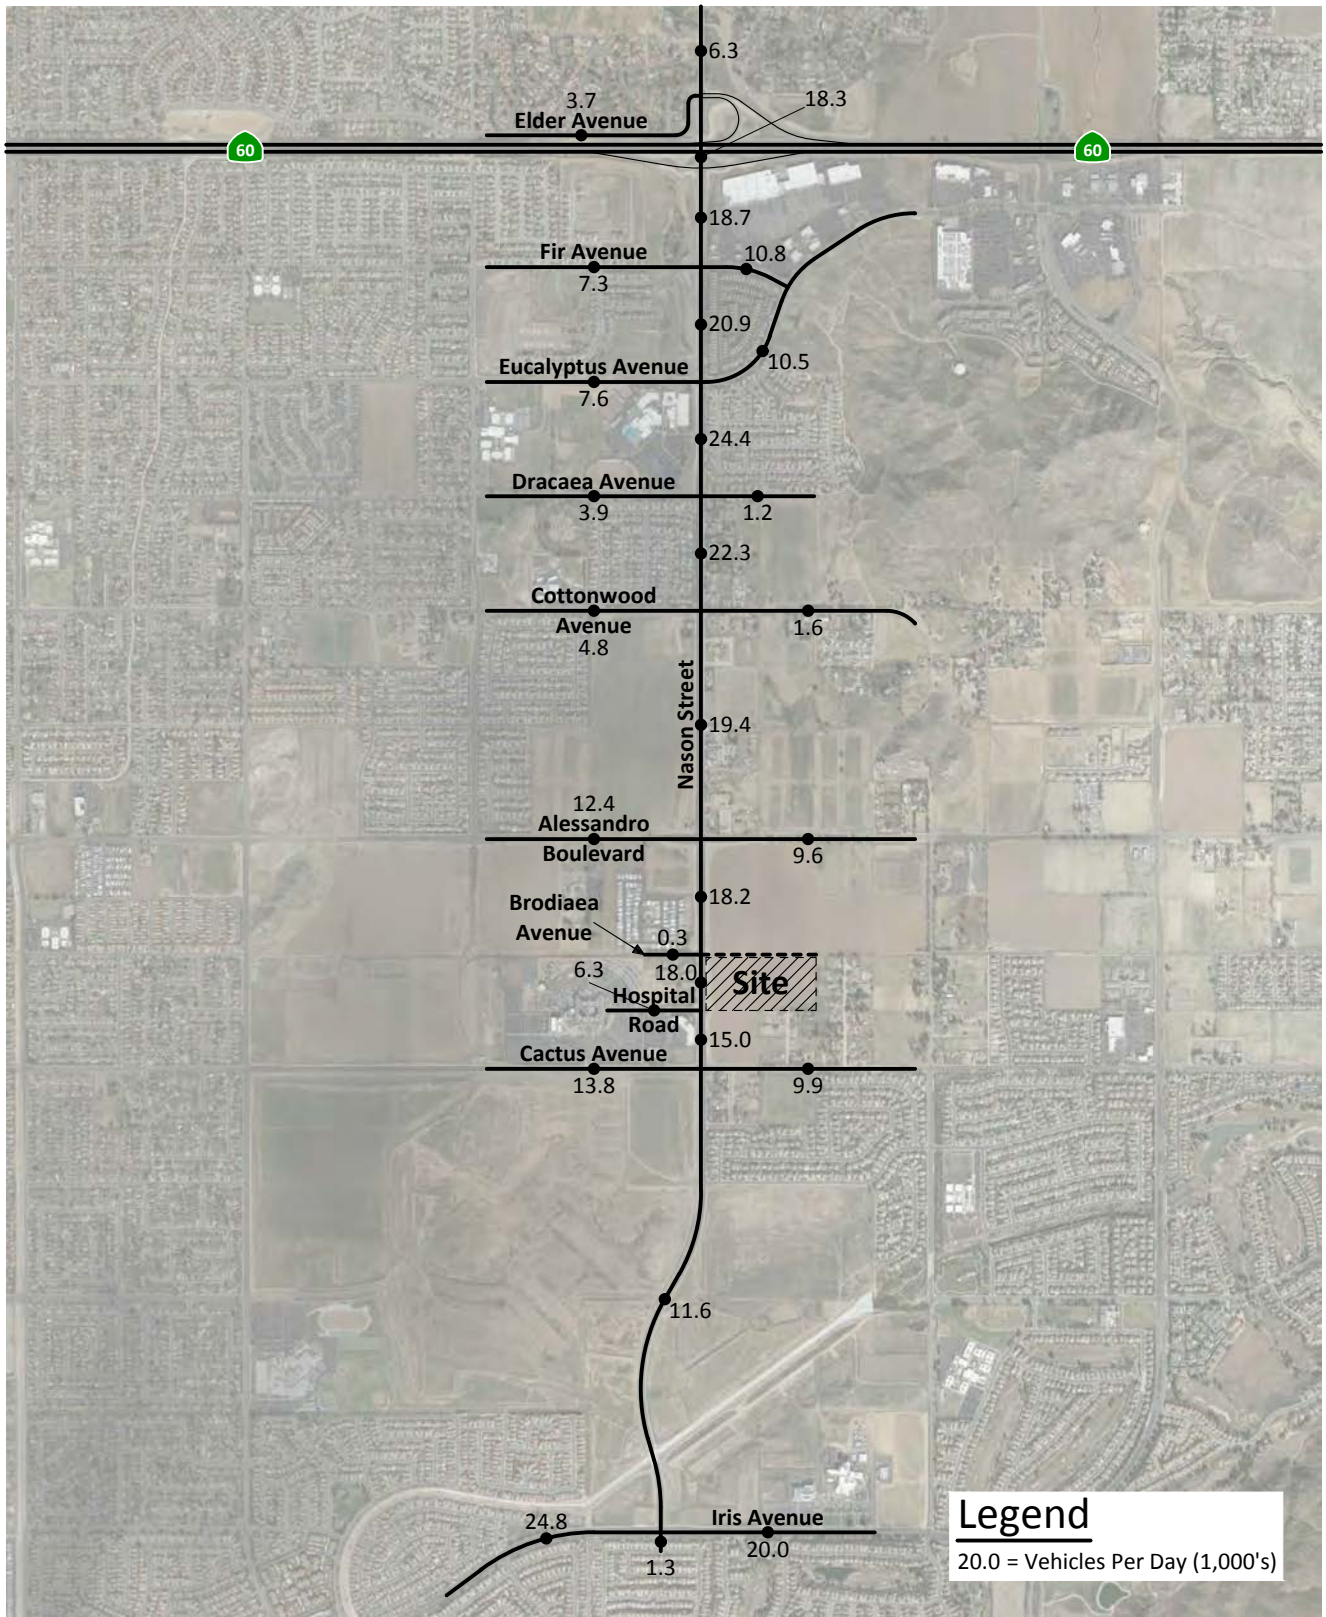 6.3
3.7
18.3
Elder Avenue
60
60
18.7
Fir Avenue
10.8
7.3
20.9
10.5
Eucalyptus Avenue
7.6
24.4
Dracaea Avenue
3.9
1.2
22.3
Cottonwood
Avenue
4.8
1.6
Nason Street
19.4
12.4
Alessandro
Boulevard
9.6
18.2
Brodiaea
Avenue
0.3
6.3
18.0
Site
Hospital
Road
15.0
Cactus Avenue
13.8
9.9
11.6
24.8
Iris Avenue
20.0
1.3
Legend
20.0 = Vehicles Per Day (1,000's)